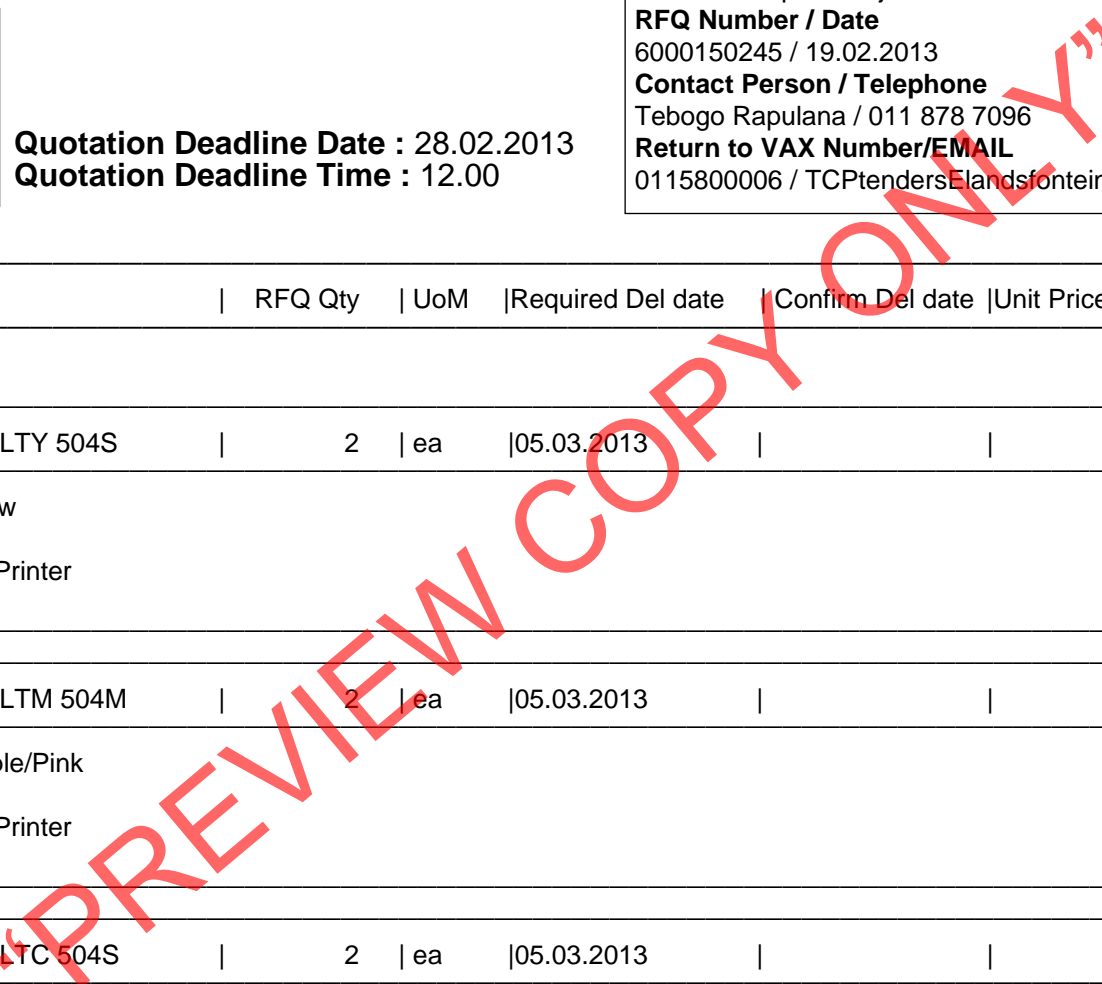 RFQ Number / Date
6000150245 / 19.02.2013
Contact Person / Telephone
Tebogo Rapulana / 011 878 7096
Return to VAX Number/EMAIL
0115800006 / TCPtendersElandsfontein
Quotation Deadline Date : 28.02.2013
Quotation Deadline Time : 12.00
| RFQ Qty | UoM |Required Del date | Confirm Del date |Unit Price
LTY 504S | 2 | ea |05.03.2013 | |
w
Printer
LTM 504M | 2 | ea |05.03.2013 | |
ole/Pink
Printer
LTC 504S | 2 | ea |05.03.2013 | |
“PREVIEW COPY ONLY”